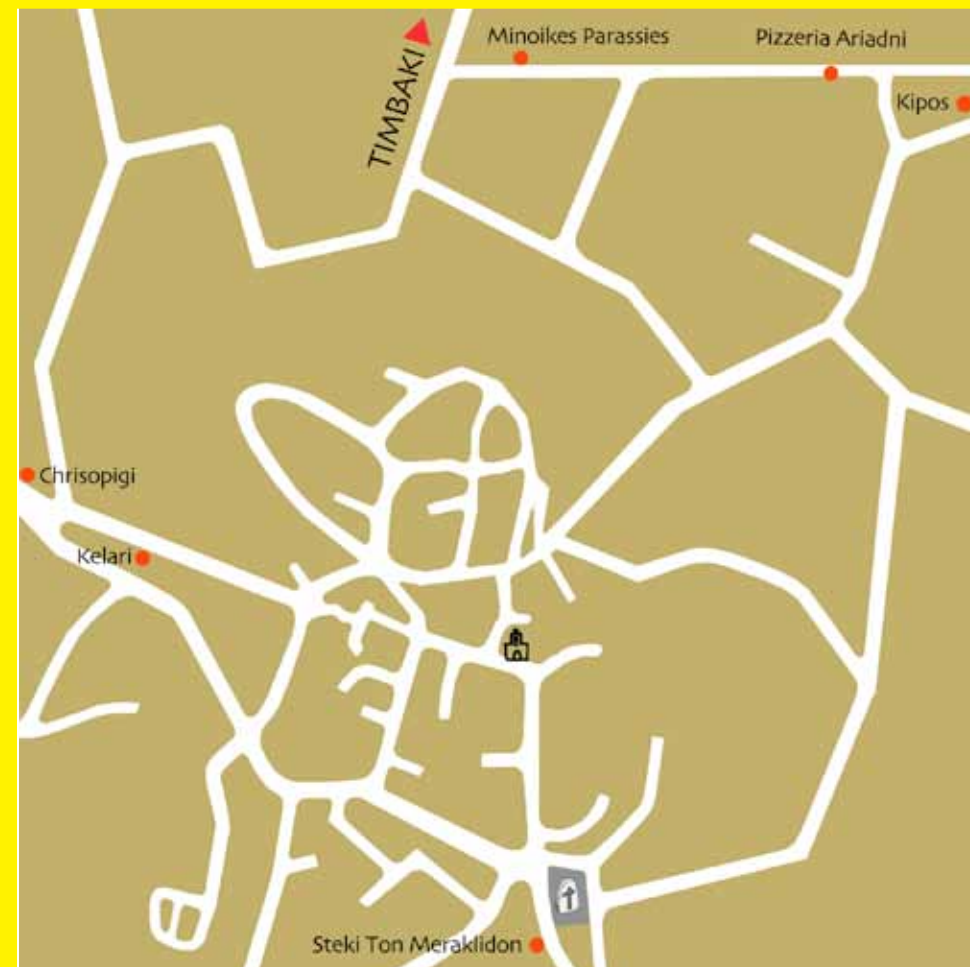 TIMBAKI
Minoikes Parassies
Pizzeria Ariadni
Kipos
Chrisopigi
Kelari
Steki Ton Meraklidon